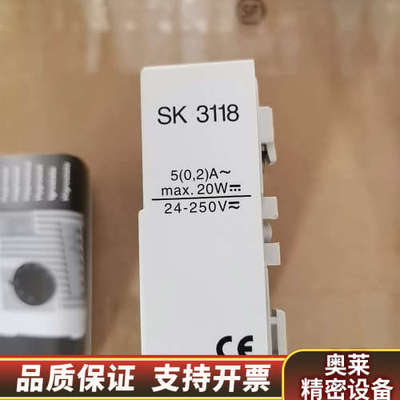 SK 3118
5(0,2)A~
max. 20W⎓
24-250V⎓
CE
品质保证 支持开票
奥莱
精密设备